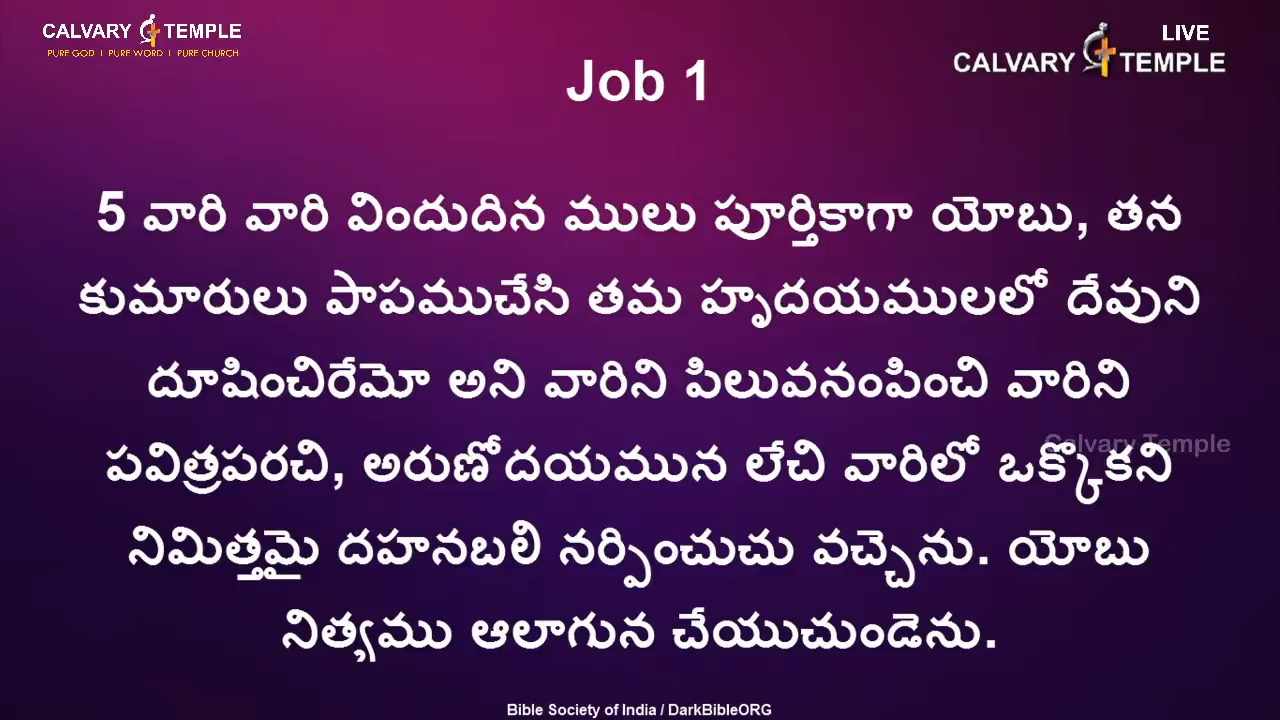 CALVARY TEMPLE
PURE GOD | PURE WORD | PURE CHURCH
LIVE
CALVARY TEMPLE
Job 1
5 వారి వారి విందుదిన ములు పూర్తికాగా యోబు, తన
కుమారులు పాపముచేసి తమ హృదయములలో దేవుని
దూషించిరేమో అని వారిని పిలువనంపించి వారిని
పవిత్రపరచి, అరుణోదయమున లేచి వారిలో ఒక్కొకని
నిమిత్తమై దహనబలి నర్పించుచు వచ్చెను. యోబు
నిత్యము ఆలాగున చేయుచుండెను.
Calvary Temple
Bible Society of India / DarkBibleORG